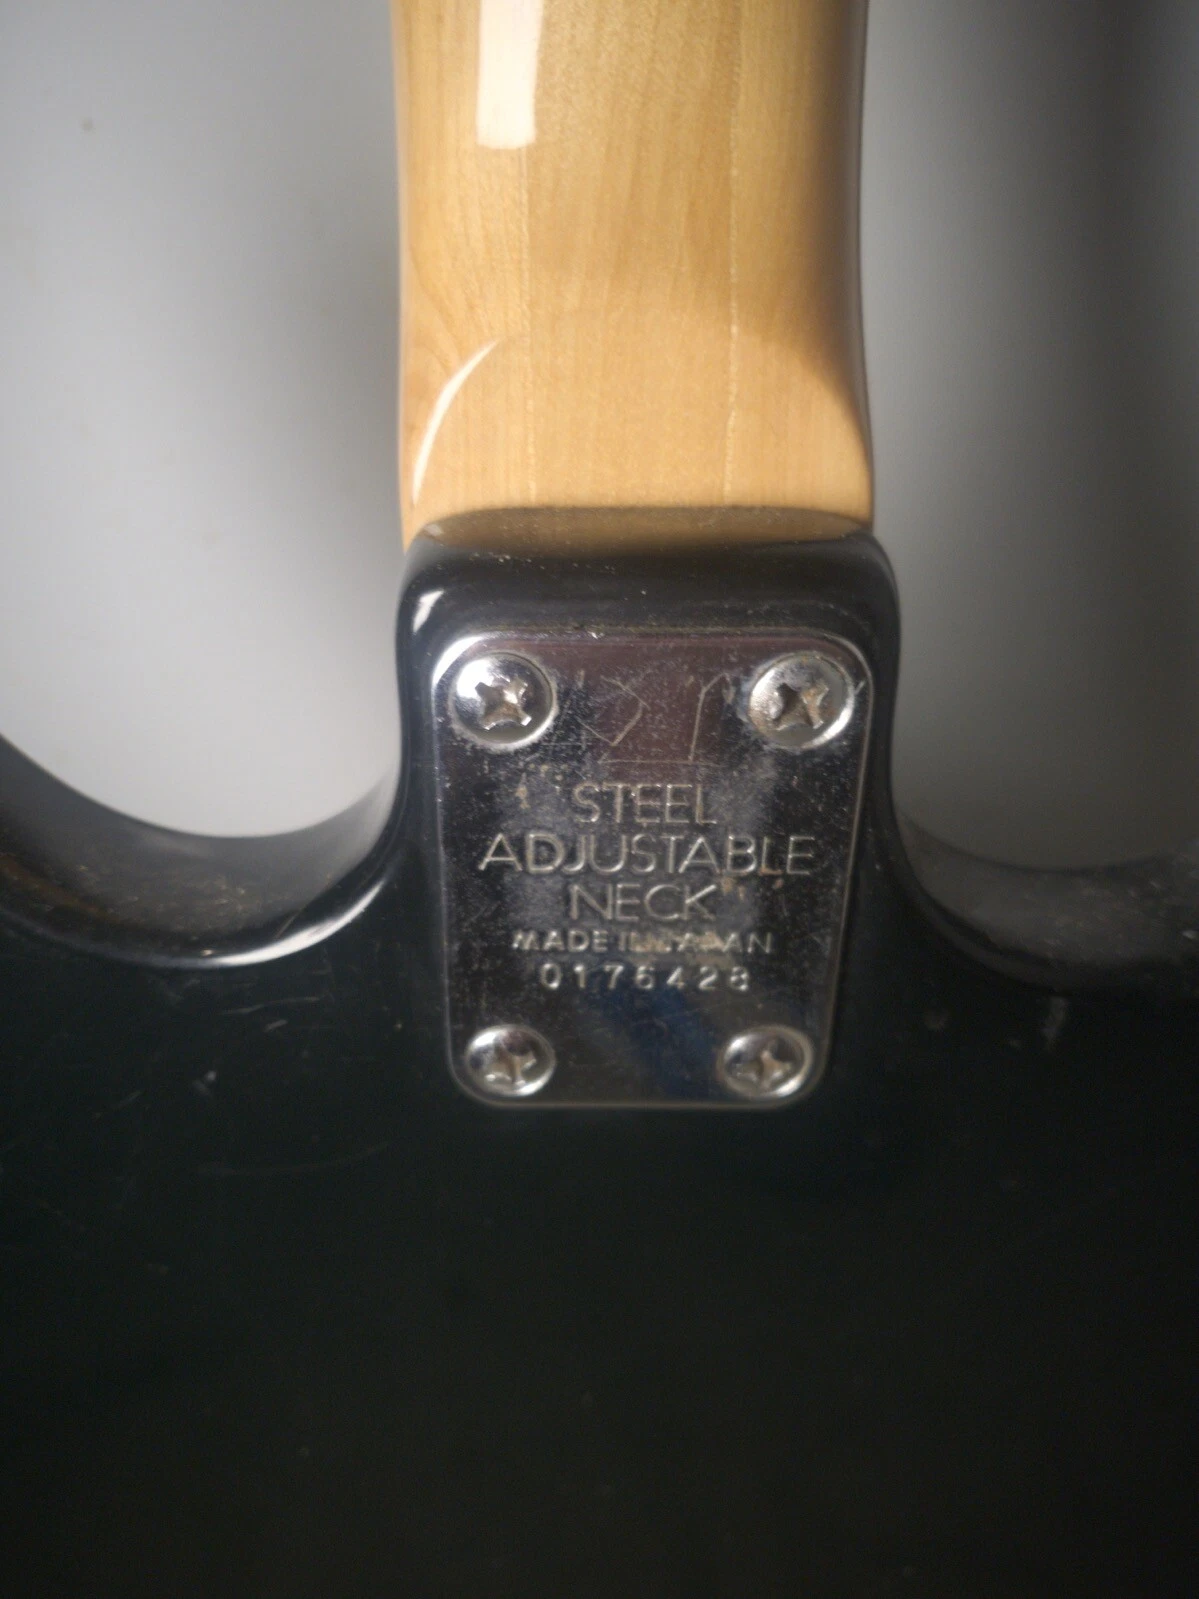 STEEL
ADJUSTABLE
NECK
MADE IN JAPAN
0176428